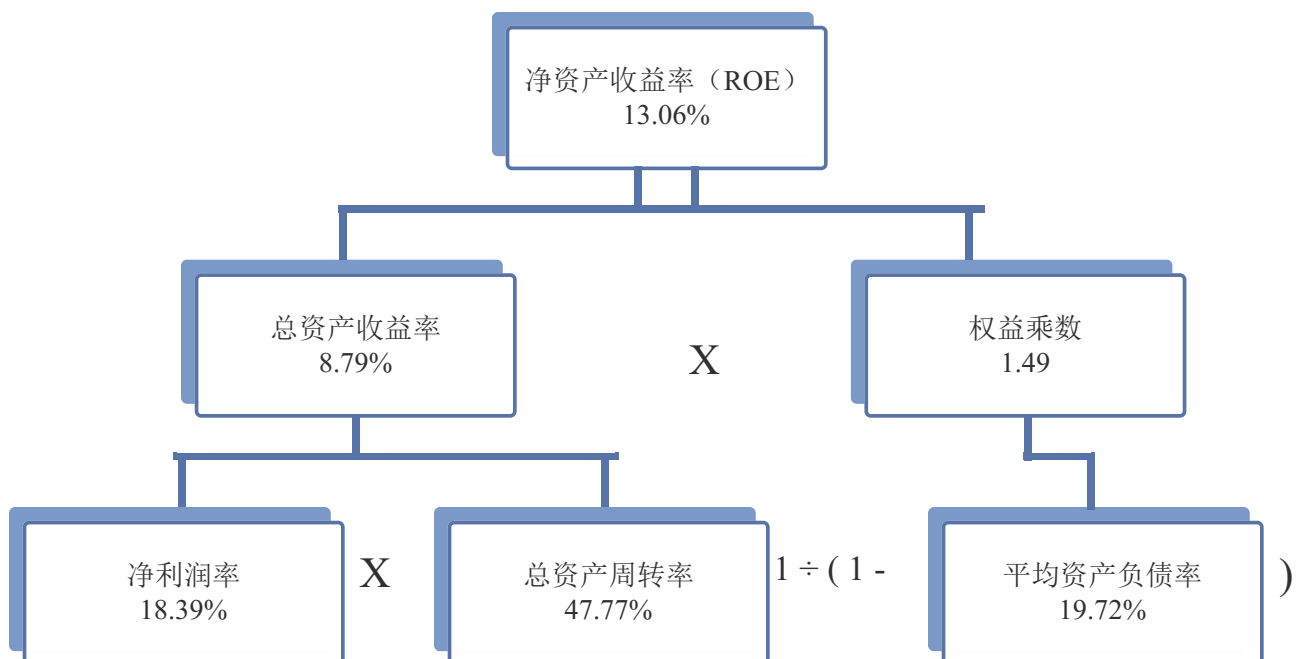 净资产收益率（ROE）
13.06%
总资产收益率
8.79%
X
权益乘数
1.49
净利润率
18.39%
X
总资产周转率
47.77%
1 ÷ ( 1 -
平均资产负债率
19.72%
)